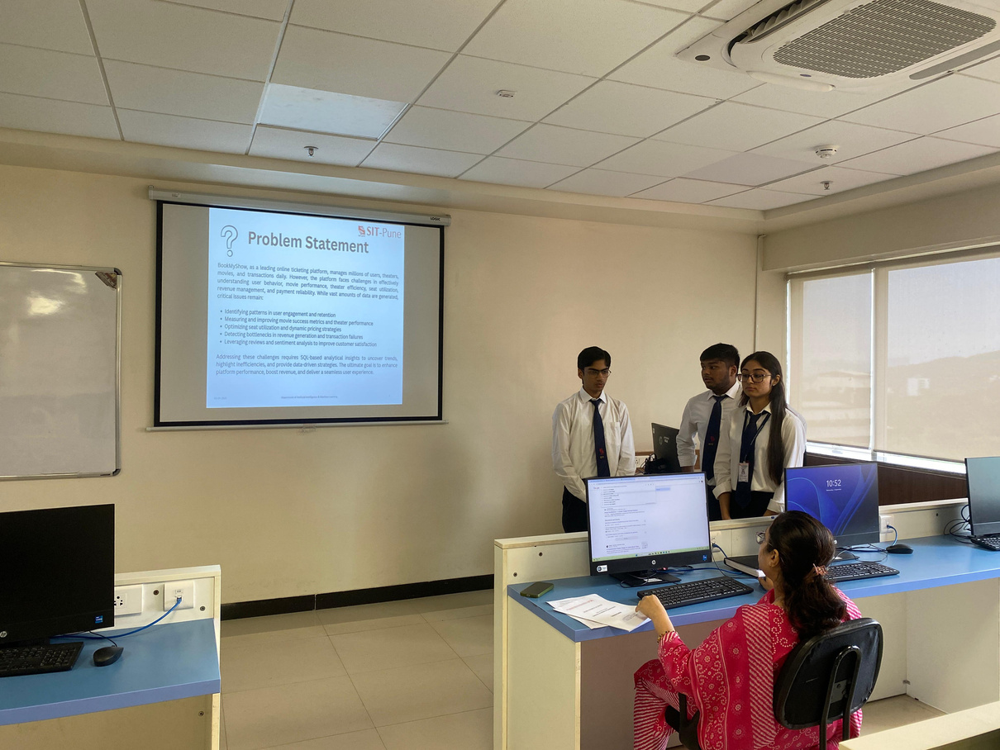 LOGIC
SIT-Pune
Problem Statement
BookMyShow, as a leading online ticketing platform, manages millions of users, theaters,
movies, and transactions daily. However, the platform faces challenges in effectively
understanding user behavior, movie performance, theater efficiency, seat utilization,
revenue management, and payment reliability. While vast amounts of data are generated,
critical issues remain:
• Identifying patterns in user engagement and retention
• Measuring and improving movie success metrics and theater performance
• Optimizing seat utilization and dynamic pricing strategies
• Detecting bottlenecks in revenue generation and transaction failures
• Leveraging reviews and sentiment analysis to improve customer satisfaction
Addressing these challenges requires SQL-based analytical insights to uncover trends,
highlight inefficiencies, and provide data-driven strategies. The ultimate goal is to enhance
platform performance, boost revenue, and deliver a seamless user experience.
10:52
hp
hp